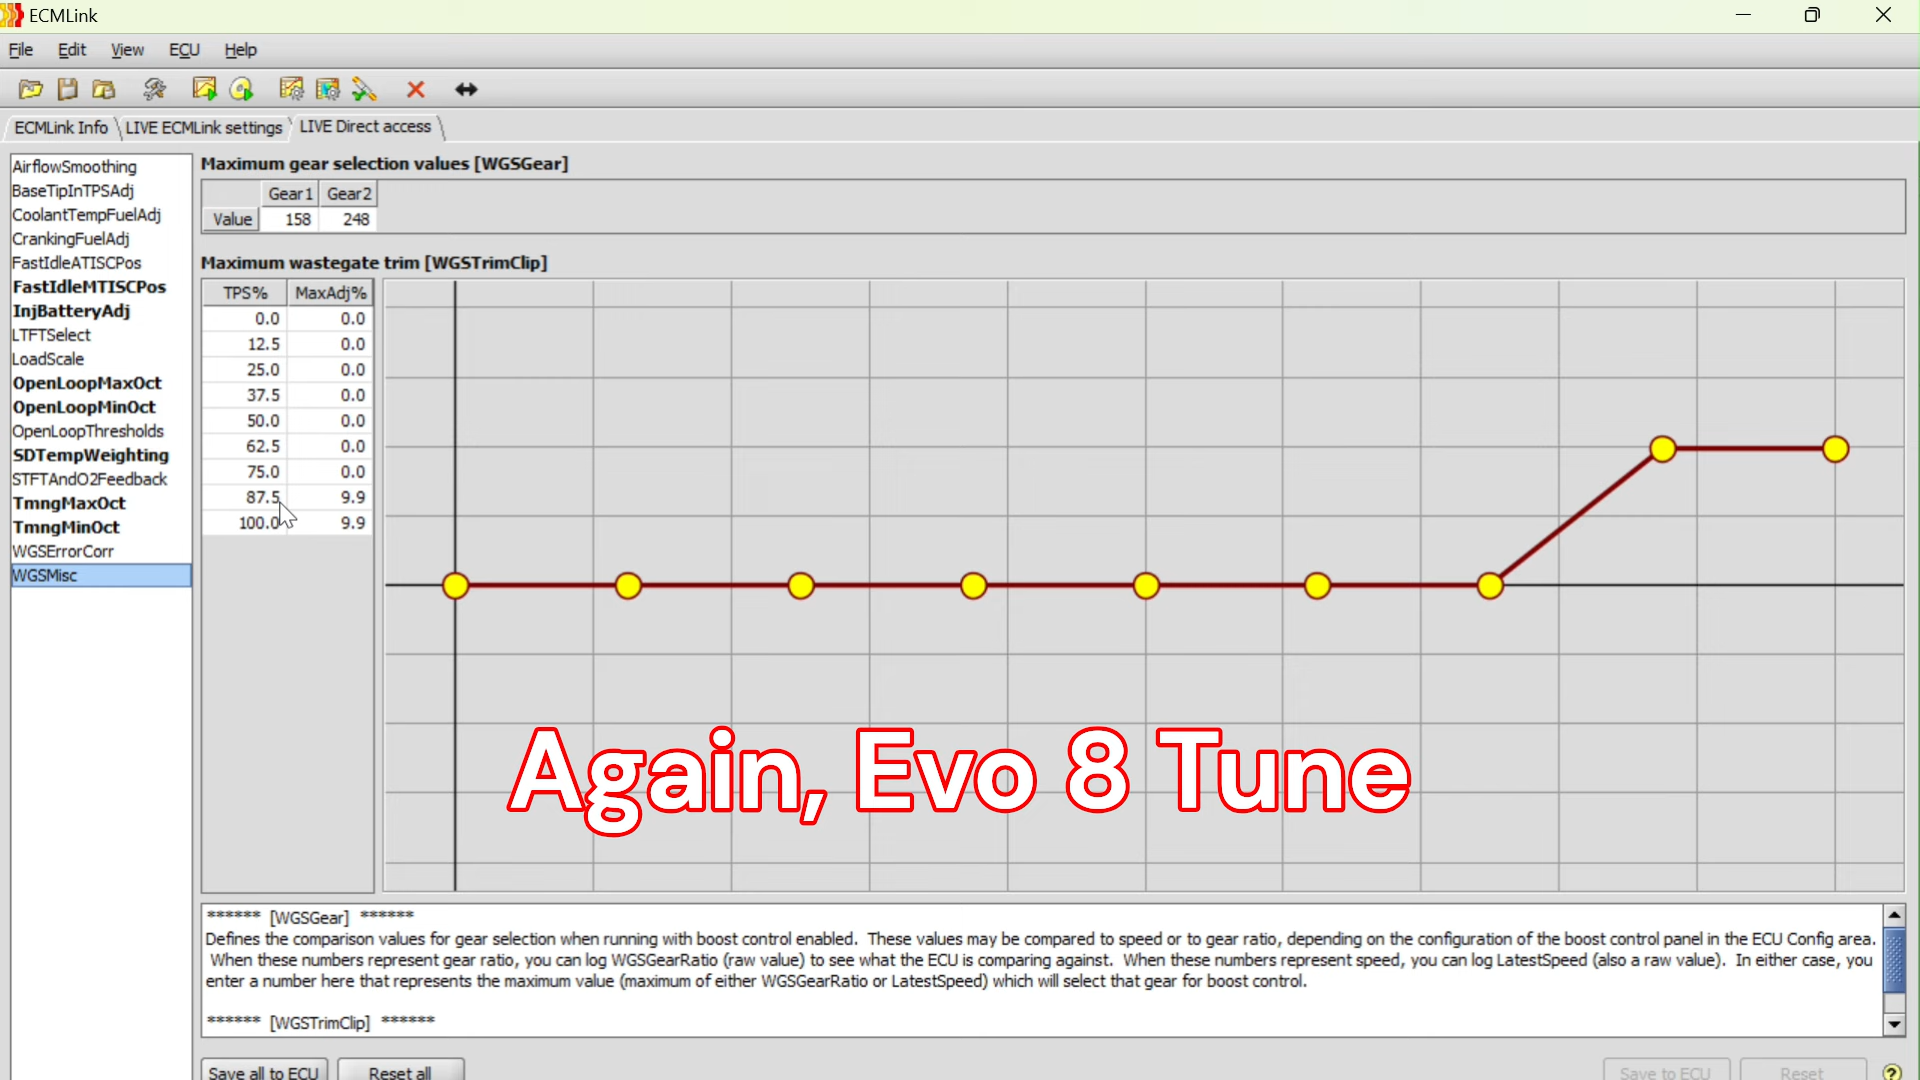 ECMLink
File Edit View ECU Help
ECMLink Info LIVE ECMLink settings LIVE Direct access
AirflowSmoothing
BaseTipInTPSAdj
CoolantTempFuelAdj
CrankingFuelAdj
FastIdleATISCPos
FastIdleMTISCPos
InjBatteryAdj
LTFTSelect
LoadScale
OpenLoopMaxOct
OpenLoopMinOct
OpenLoopThresholds
SDTempWeighting
STFTAndO2Feedback
TmngMaxOct
TmngMinOct
WGSErrorCorr
WGSMisc
Maximum gear selection values [WGSGear]
Gear1 Gear2
Value 158 248
Maximum wastegate trim [WGSTrimClip]
TPS% MaxAdj%
0.0 0.0
12.5 0.0
25.0 0.0
37.5 0.0
50.0 0.0
62.5 0.0
75.0 0.0
87.5 9.9
100.0 9.9
Again, Evo 8 Tune
****** [WGSGear] ******
Defines the comparison values for gear selection when running with boost control enabled. These values may be compared to speed or to gear ratio, depending on the configuration of the boost control panel in the ECU Config area.
When these numbers represent gear ratio, you can log WGSGearRatio (raw value) to see what the ECU is comparing against. When these numbers represent speed, you can log LatestSpeed (also a raw value). In either case, you
enter a number here that represents the maximum value (maximum of either WGSGearRatio or LatestSpeed) which will select that gear for boost control.
****** [WGSTrimClip] ******
Save all to ECU Reset all Save to ECU Reset ?